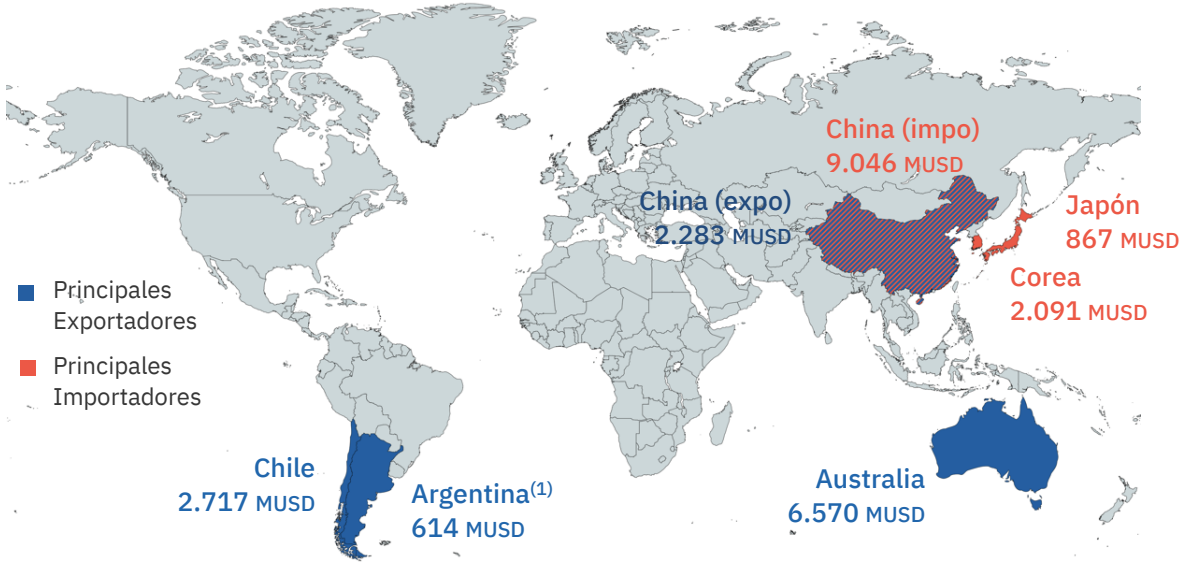 China (impo)
9.046 MUSD
China (expo)
2.283 MUSD
Japón
867 MUSD
Corea
2.091 MUSD
Principales
Exportadores
Principales
Importadores
Chile
2.717 MUSD
Argentina(1)
614 MUSD
Australia
6.570 MUSD